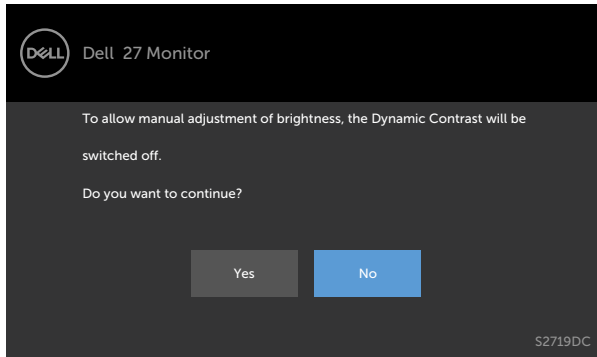 DELL
Dell 27 Monitor
To allow manual adjustment of brightness, the Dynamic Contrast will be
switched off.
Do you want to continue?
Yes No
S2719DC